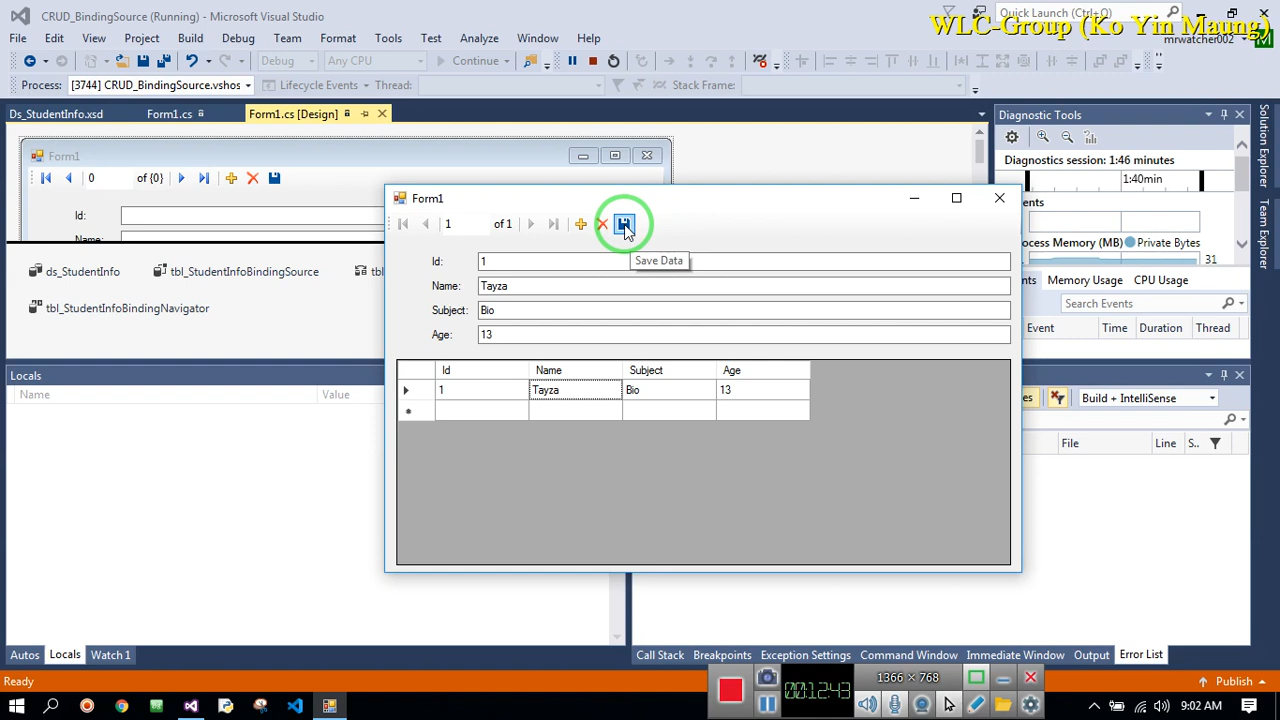 CRUD_BindingSource (Running) - Microsoft Visual Studio
Quick Launch (Ctrl+Q)
WLC-Group (Ko Yin Maung)
File Edit View Project Build Debug Team Format Tools Test Analyze Window Help
mrwatcher002 M
Debug Any CPU Continue
Process: [3744] CRUD_BindingSource.vshos Lifecycle Events Thread: Stack Frame:
Ds_StudentInfo.xsd Form1.cs Form1.cs [Design]
Diagnostic Tools
Solution Explorer
Team Explorer
Form1
0 of {0}
Id:
Name:
Diagnostics session: 1:46 minutes
1:40min
Process Memory (MB) Private Bytes
31
Memory Usage CPU Usage
Search Events
Event Time Duration Thread
ds_StudentInfo tbl_StudentInfoBindingSource
tbl_StudentInfoBindingNavigator
Form1
1 of 1
Save Data
Id: 1
Name: Tayza
Subject: Bio
Age: 13
Id Name Subject Age
1 Tayza Bio 13
Locals
Name Value
Build + IntelliSense
File Line S..
Autos Locals Watch 1
Call Stack Breakpoints Exception Settings Command Window Immediate Window Output Error List
Ready
Publish
00:12:43
1366 × 768
9:02 AM